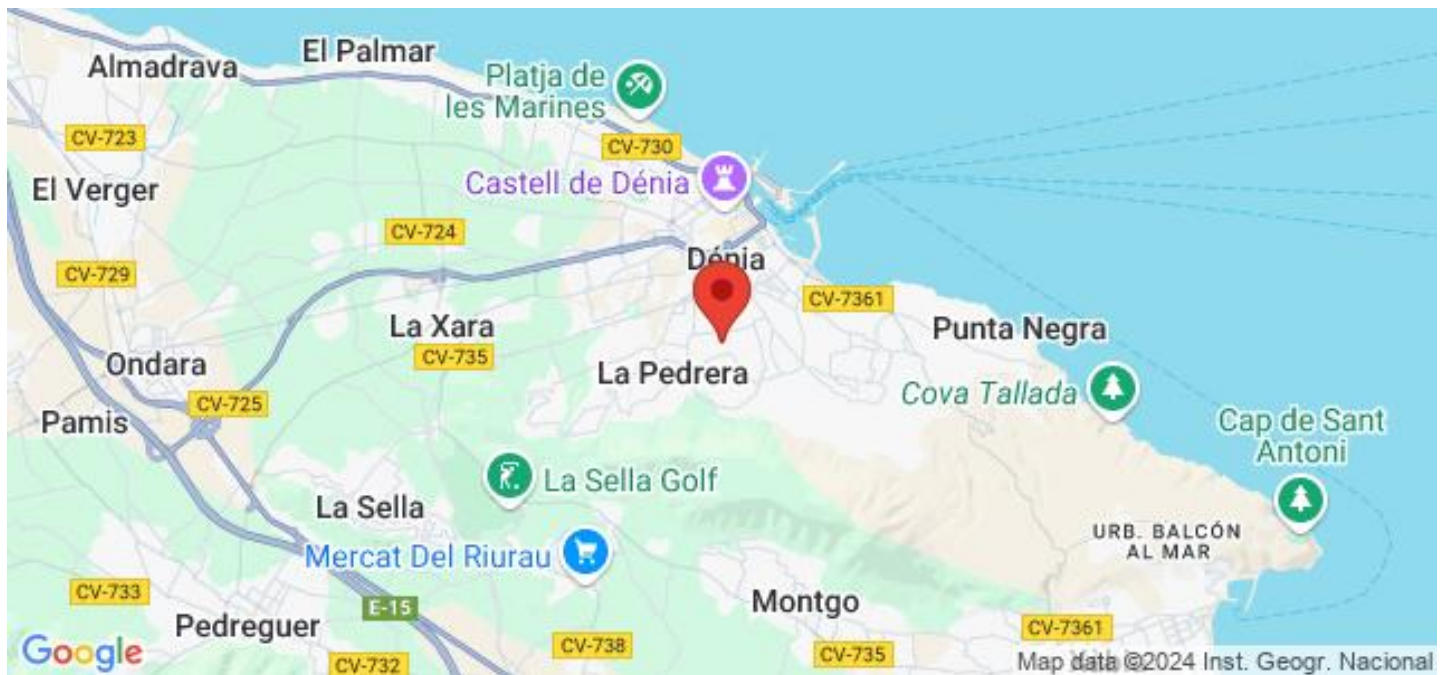 El Palmar
Almadrava
Platja de
les Marines
CV-723
CV-730
El Verger
Castell de Dénia
CV-724
Dénia
CV-729
CV-7361
La Xara
Punta Negra
CV-735
Ondara
La Pedrera
Cova Tallada
CV-725
Pamis
Cap de Sant
Antoni
La Sella Golf
La Sella
URB. BALCÓN
AL MAR
Mercat Del Riurau
CV-733
Montgo
E-15
Pedreguer
CV-7361
CV-738
CV-735
Google
CV-732
Map data ©2024 Inst. Geogr. Nacional